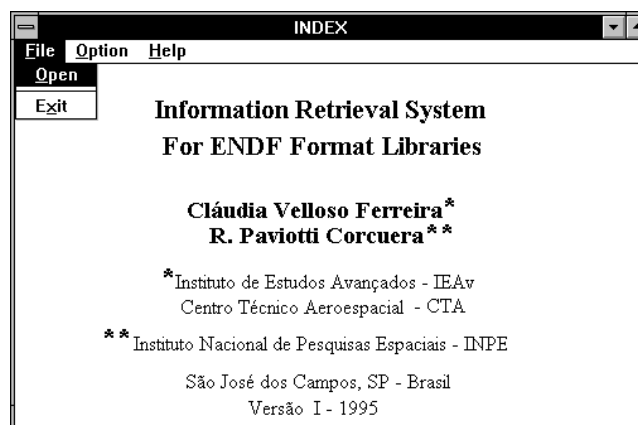 INDEX
File Option Help
Open
Exit
Information Retrieval System
For ENDF Format Libraries
Cláudia Velloso Ferreira*
R. Paviotti Corcuera**
*Instituto de Estudos Avançados - IEAv
Centro Técnico Aeroespacial - CTA
**Instituto Nacional de Pesquisas Espaciais - INPE
São José dos Campos, SP - Brasil
Versão I - 1995